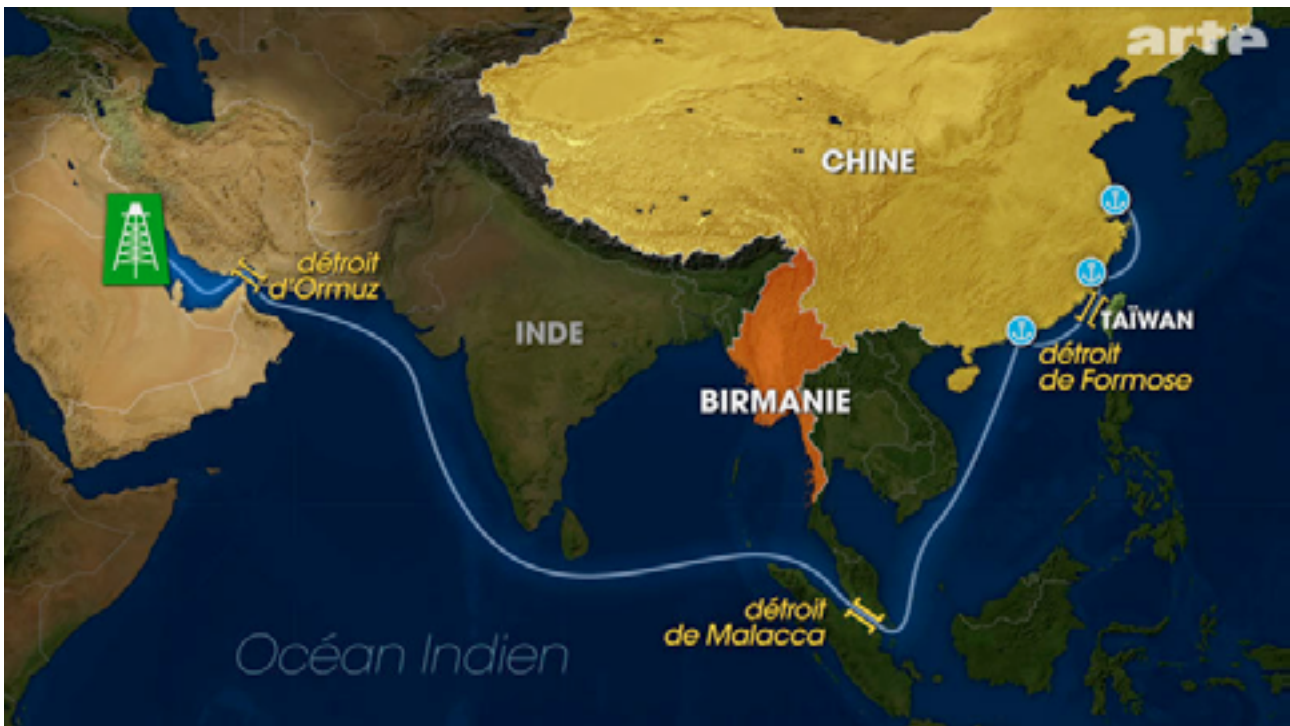 arte
CHINE
détroit
d'Ormuz
INDE
TAÏWAN
détroit
de Formose
BIRMANIE
détroit
de Malacca
Océan Indien